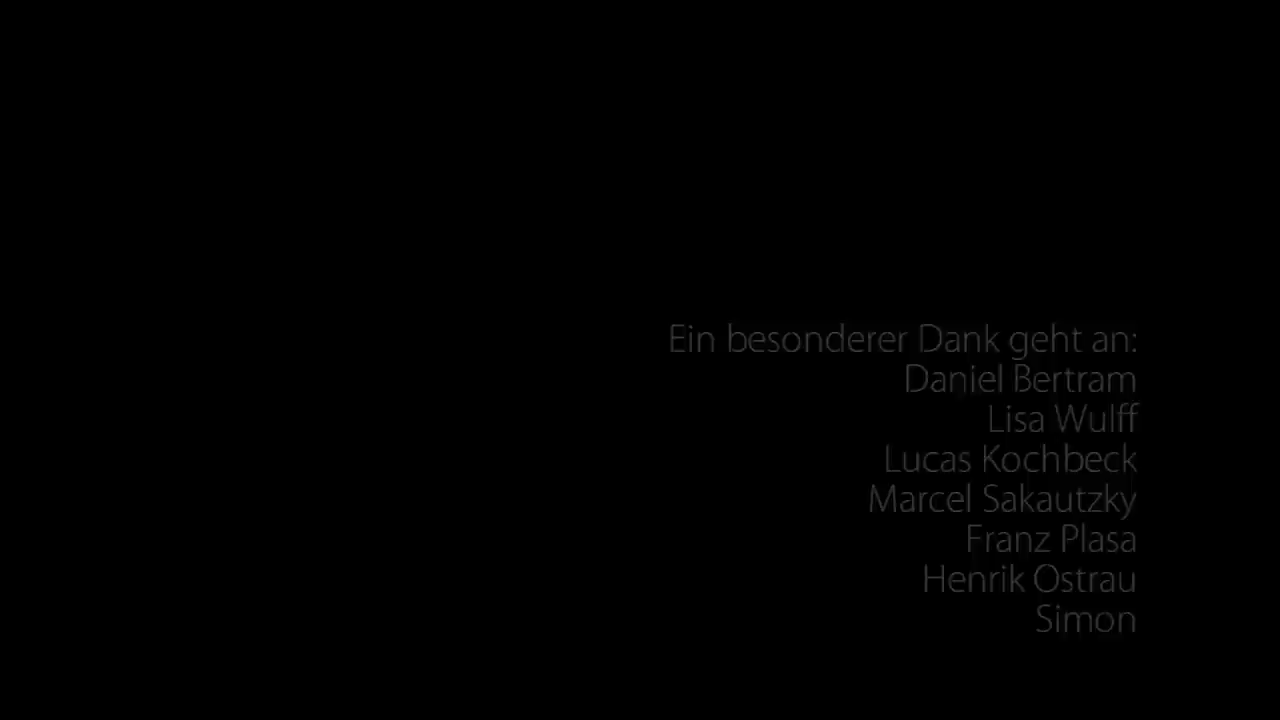 Ein besonderer Dank geht an:
Daniel Bertram
Lisa Wulff
Lucas Kochbeck
Marcel Sakautzky
Franz Plasa
Henrik Ostrau
Simon